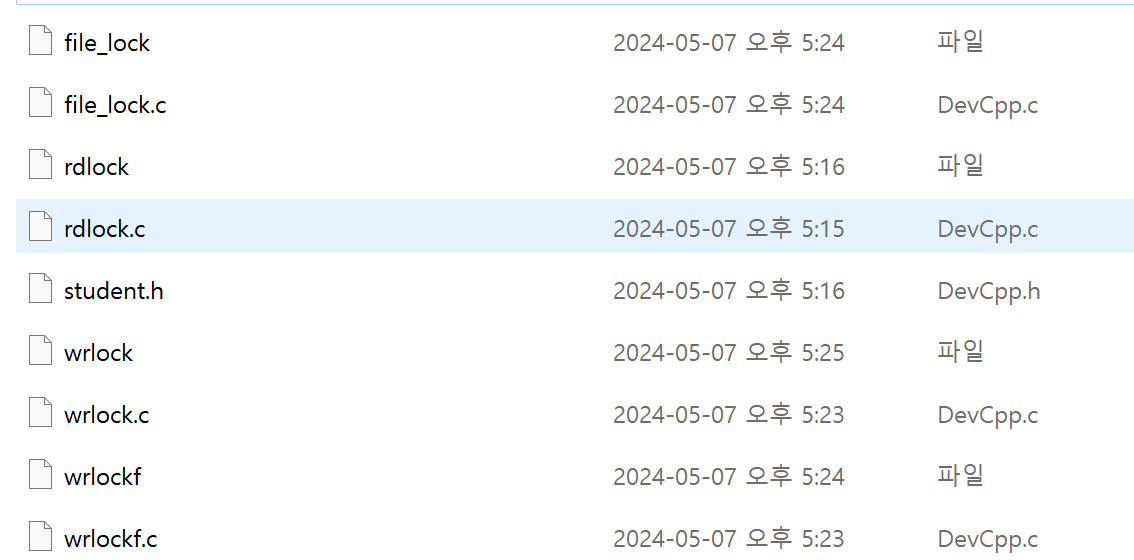 file_lock 2024-05-07 오후 5:24 파일
file_lock.c 2024-05-07 오후 5:24 DevCpp.c
rdlock 2024-05-07 오후 5:16 파일
rdlock.c 2024-05-07 오후 5:15 DevCpp.c
student.h 2024-05-07 오후 5:16 DevCpp.h
wrlock 2024-05-07 오후 5:25 파일
wrlock.c 2024-05-07 오후 5:23 DevCpp.c
wrlockf 2024-05-07 오후 5:24 파일
wrlockf.c 2024-05-07 오후 5:23 DevCpp.c